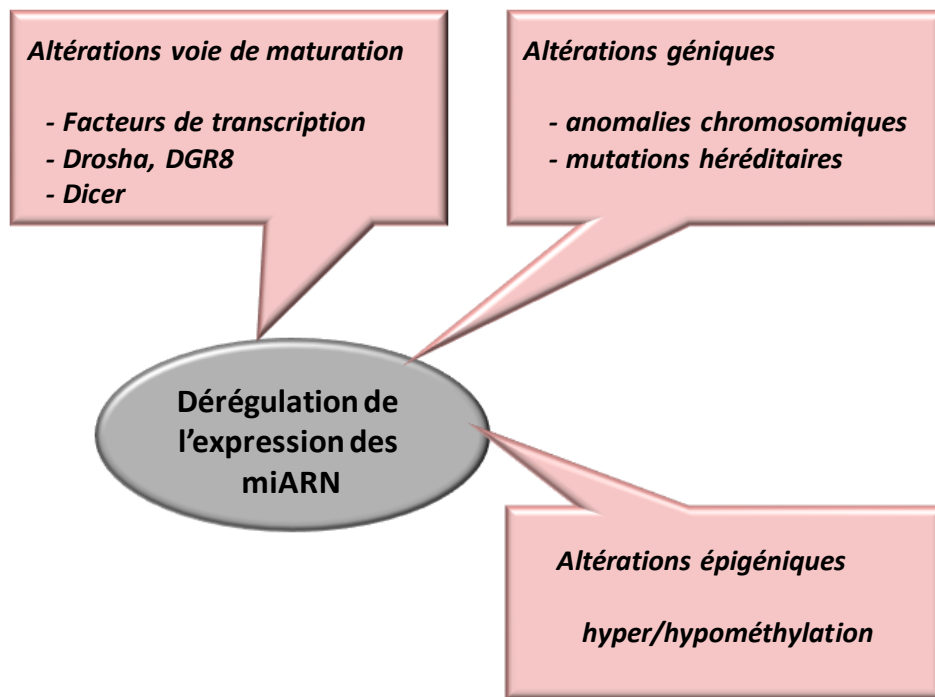 Altérations voie de maturation
- Facteurs de transcription
- Drosha, DGR8
- Dicer
Altérations géniques
- anomalies chromosomiques
- mutations héréditaires
Dérégulation de
l’expression des
miARN
Altérations épigéniques
hyper/hypométhylation